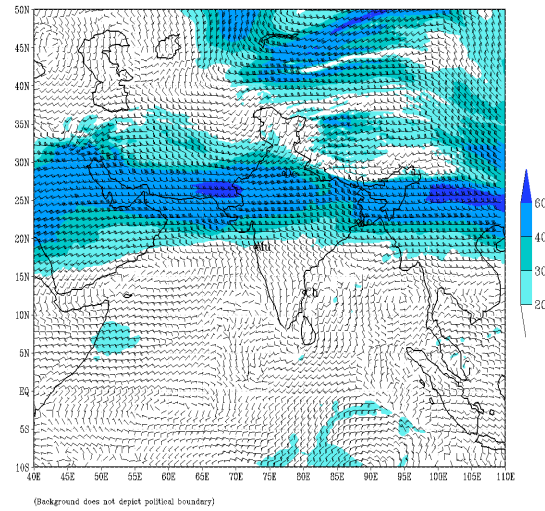 50N
45N
40N
35N
30N
25N
20N
15N
10N
5N
EQ
5S
10S
40E 45E 50E 55E 60E 65E 70E 75E 80E 85E 90E 95E 100E 105E 110E
60
40
30
20
(Background does not depict political boundary)